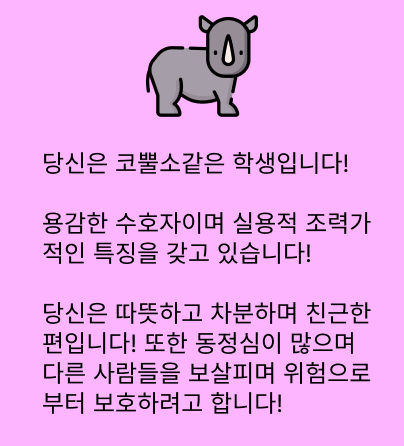 당신은 코뿔소같은 학생입니다!
용감한 수호자이며 실용적 조력가
적인 특징을 갖고 있습니다!
당신은 따뜻하고 차분하며 친근한
편입니다! 또한 동정심이 많으며
다른 사람들을 보살피며 위험으로
부터 보호하려고 합니다!